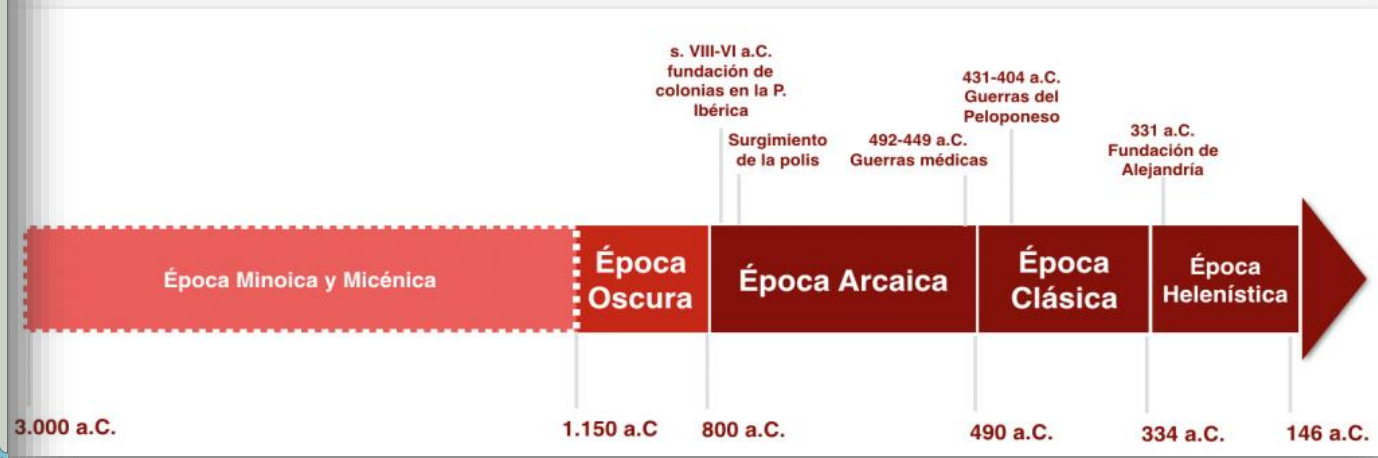 s. VIII-VI a.C.
fundación de
colonias en la P.
Ibérica
Surgimiento
de la polis
492-449 a.C.
Guerras médicas
431-404 a.C.
Guerras del
Peloponeso
331 a.C.
Fundación de
Alejandría
Época Minoica y Micénica
Época
Oscura
Época Arcaica
Época
Clásica
Época
Helenística
3.000 a.C.
1.150 a.C
800 a.C.
490 a.C.
334 a.C.
146 a.C.